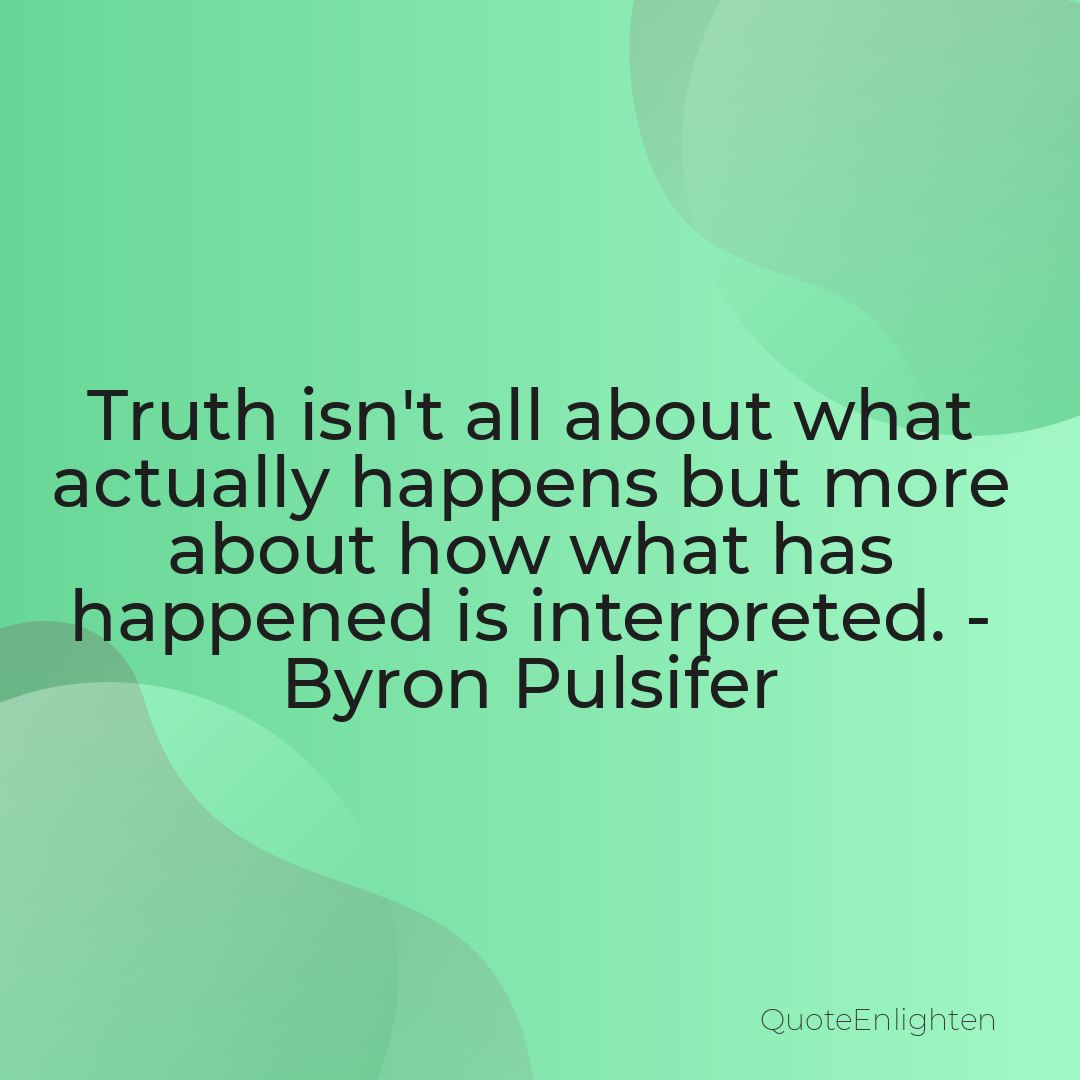 Truth isn't all about what
actually happens but more
about how what has
happened is interpreted. -
Byron Pulsifer
QuoteEnlighten